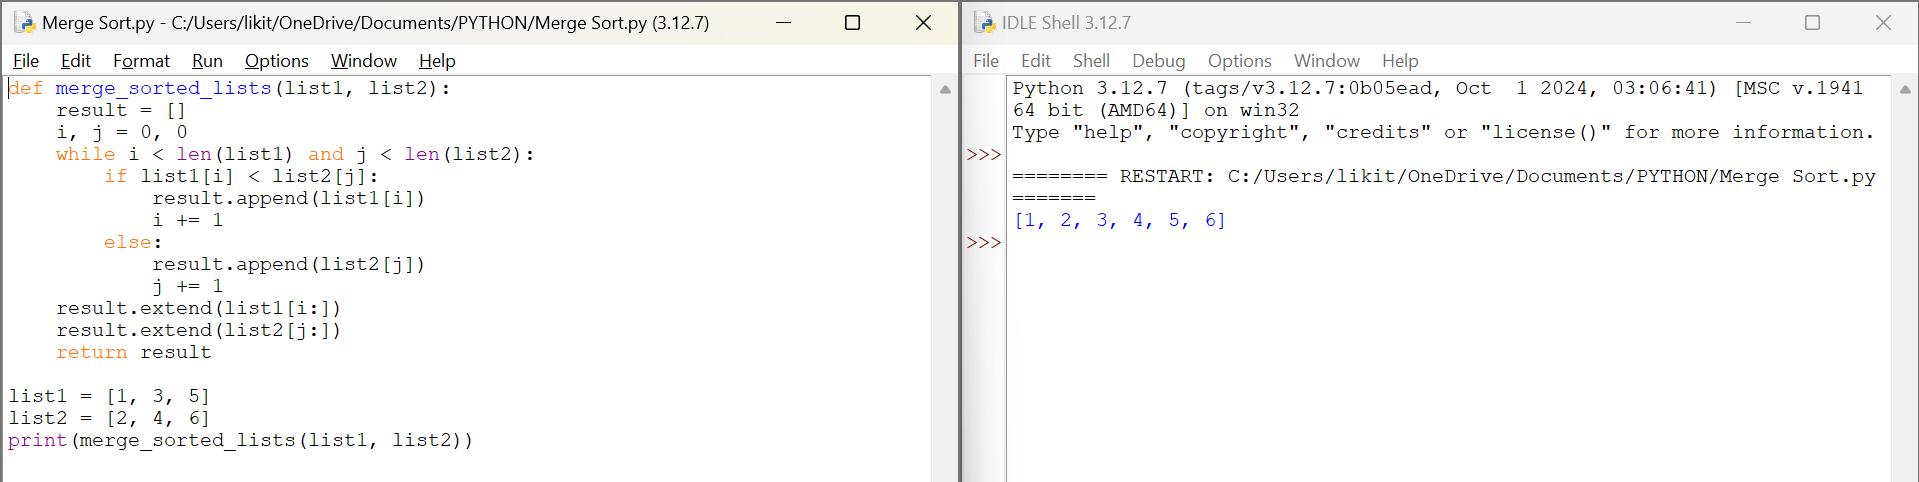 Merge Sort.py - C:/Users/likit/OneDrive/Documents/PYTHON/Merge Sort.py (3.12.7)
File Edit Format Run Options Window Help
def merge_sorted_lists(list1, list2):
    result = []
    i, j = 0, 0
    while i < len(list1) and j < len(list2):
        if list1[i] < list2[j]:
            result.append(list1[i])
            i += 1
        else:
            result.append(list2[j])
            j += 1
    result.extend(list1[i:])
    result.extend(list2[j:])
    return result

list1 = [1, 3, 5]
list2 = [2, 4, 6]
print(merge_sorted_lists(list1, list2))
IDLE Shell 3.12.7
File Edit Shell Debug Options Window Help
Python 3.12.7 (tags/v3.12.7:0b05ead, Oct  1 2024, 03:06:41) [MSC v.1941
64 bit (AMD64)] on win32
Type "help", "copyright", "credits" or "license()" for more information.
>>>
======== RESTART: C:/Users/likit/OneDrive/Documents/PYTHON/Merge Sort.py
=======
[1, 2, 3, 4, 5, 6]
>>>